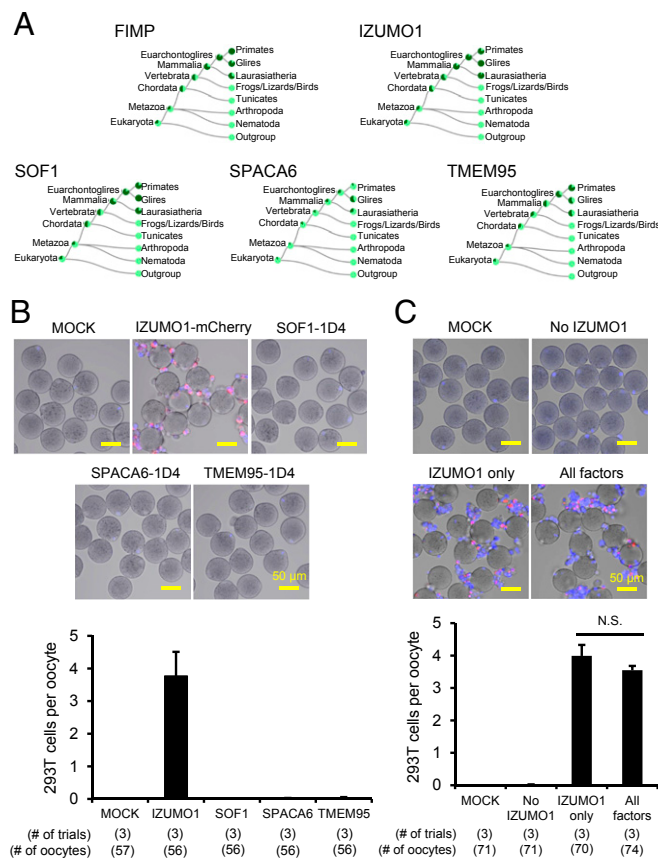 A
FIMP
Euarchontoglires
Mammalia
Vertebrata
Chordata
Metazoa
Eukaryota
Primates
Glires
Laurasiatheria
Frogs/Lizards/Birds
Tunicates
Arthropoda
Nematoda
Outgroup
IZUMO1
Euarchontoglires
Mammalia
Vertebrata
Chordata
Metazoa
Eukaryota
Primates
Glires
Laurasiatheria
Frogs/Lizards/Birds
Tunicates
Arthropoda
Nematoda
Outgroup
SOF1
Euarchontoglires
Mammalia
Vertebrata
Chordata
Metazoa
Eukaryota
Primates
Glires
Laurasiatheria
Frogs/Lizards/Birds
Tunicates
Arthropoda
Nematoda
Outgroup
SPACA6
Euarchontoglires
Mammalia
Vertebrata
Chordata
Metazoa
Eukaryota
Primates
Glires
Laurasiatheria
Frogs/Lizards/Birds
Tunicates
Arthropoda
Nematoda
Outgroup
TMEM95
Euarchontoglires
Mammalia
Vertebrata
Chordata
Metazoa
Eukaryota
Primates
Glires
Laurasiatheria
Frogs/Lizards/Birds
Tunicates
Arthropoda
Nematoda
Outgroup
B
MOCK IZUMO1-mCherry SOF1-1D4
SPACA6-1D4 TMEM95-1D4
50 µm
293T cells per oocyte
5
4
3
2
1
0
MOCK IZUMO1 SOF1 SPACA6 TMEM95
(# of trials) (3) (3) (3) (3) (3)
(# of oocytes) (57) (56) (56) (56) (56)
C
MOCK No IZUMO1
IZUMO1 only All factors
50 µm
293T cells per oocyte
5
4
3
2
1
0
N.S.
MOCK No IZUMO1 All
IZUMO1 only factors
(# of trials) (3) (3) (3) (3)
(# of oocytes) (71) (71) (70) (74)